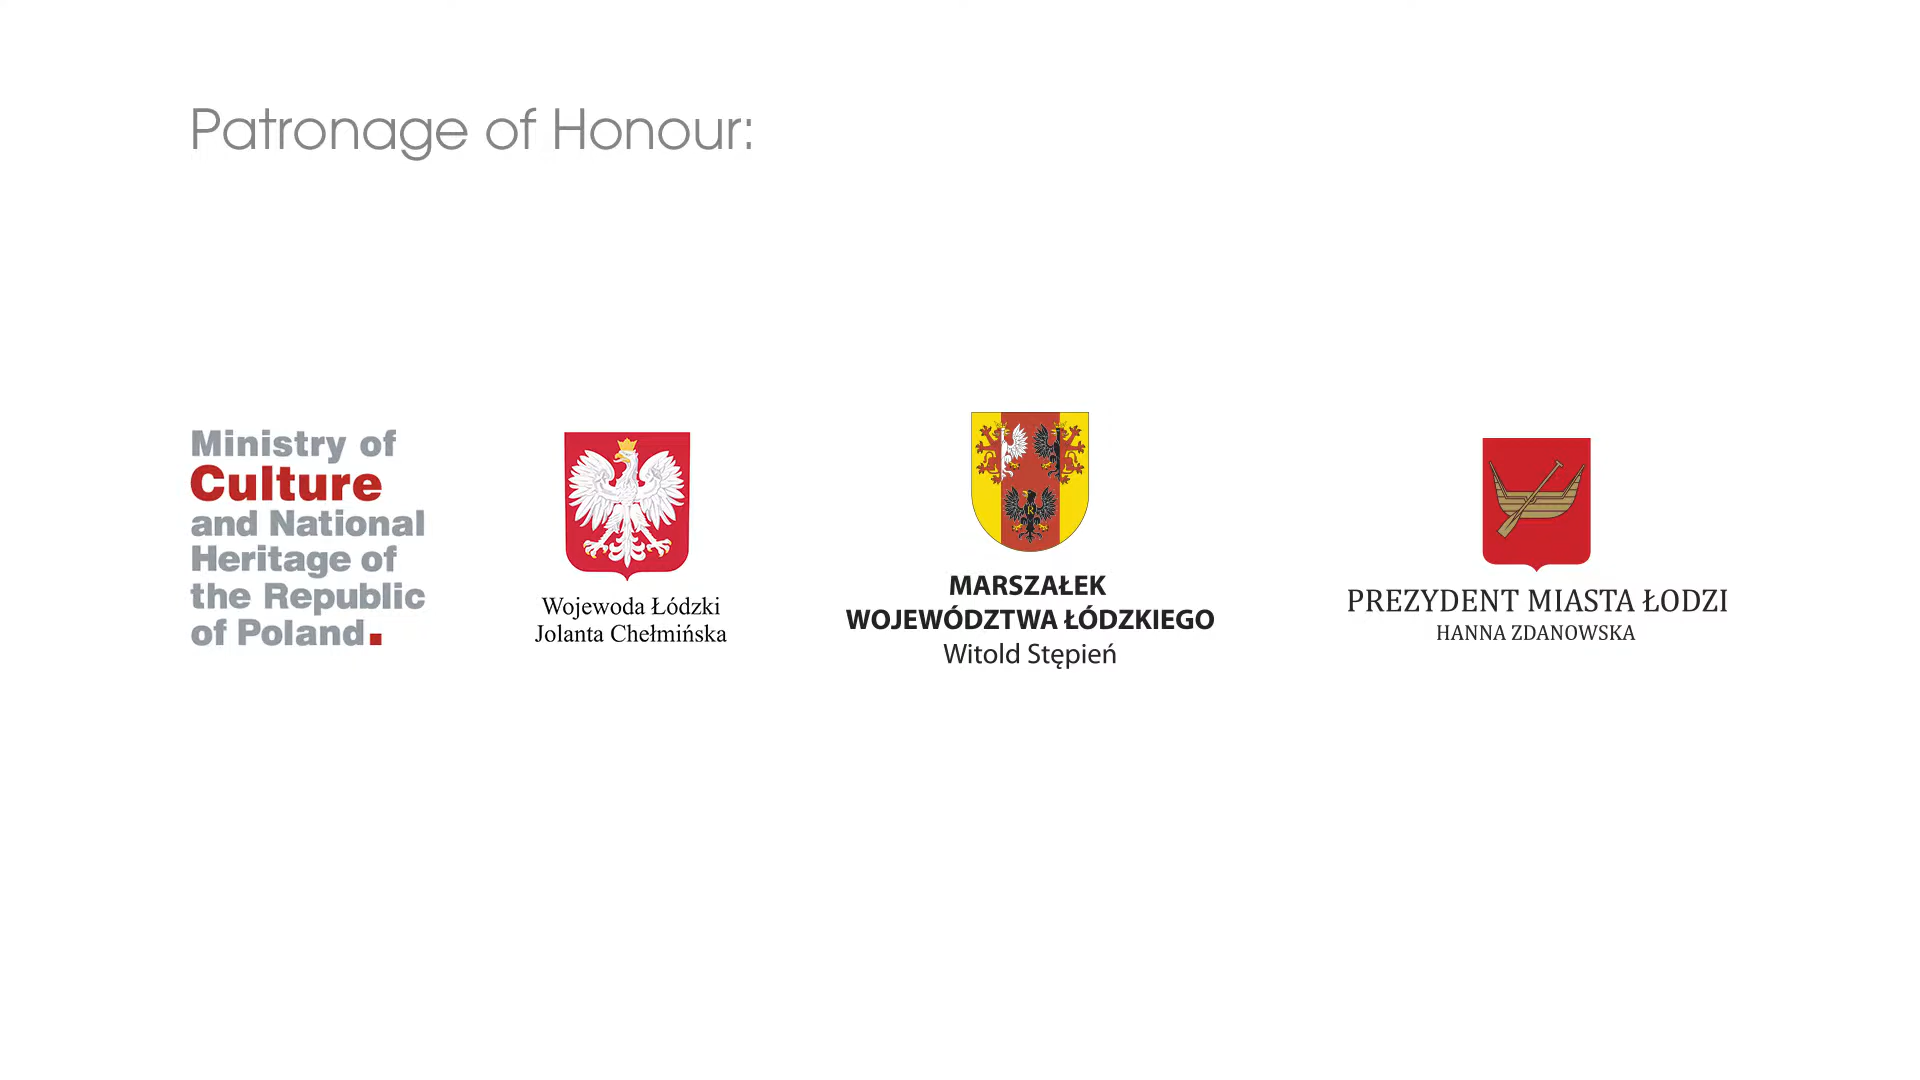 Patronage of Honour:
Ministry of
Culture
and National
Heritage of
the Republic
of Poland.
Wojewoda Łódzki
Jolanta Chełmińska
MARSZAŁEK
WOJEWÓDZTWA ŁÓDZKIEGO
Witold Stępień
PREZYDENT MIASTA ŁODZI
HANNA ZDANOWSKA